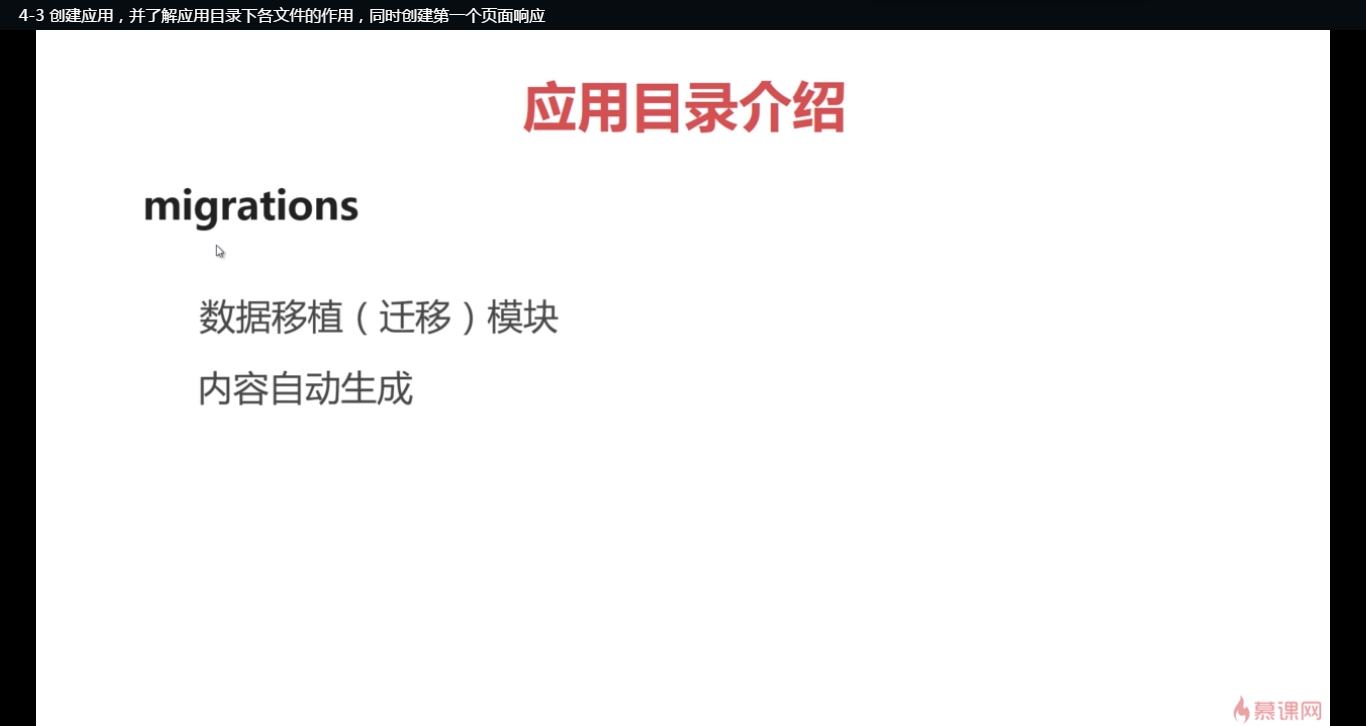 4-3 创建应用，并了解应用目录下各文件的作用，同时创建第一个页面响应
应用目录介绍
migrations
数据移植（迁移）模块
内容自动生成
慕课网